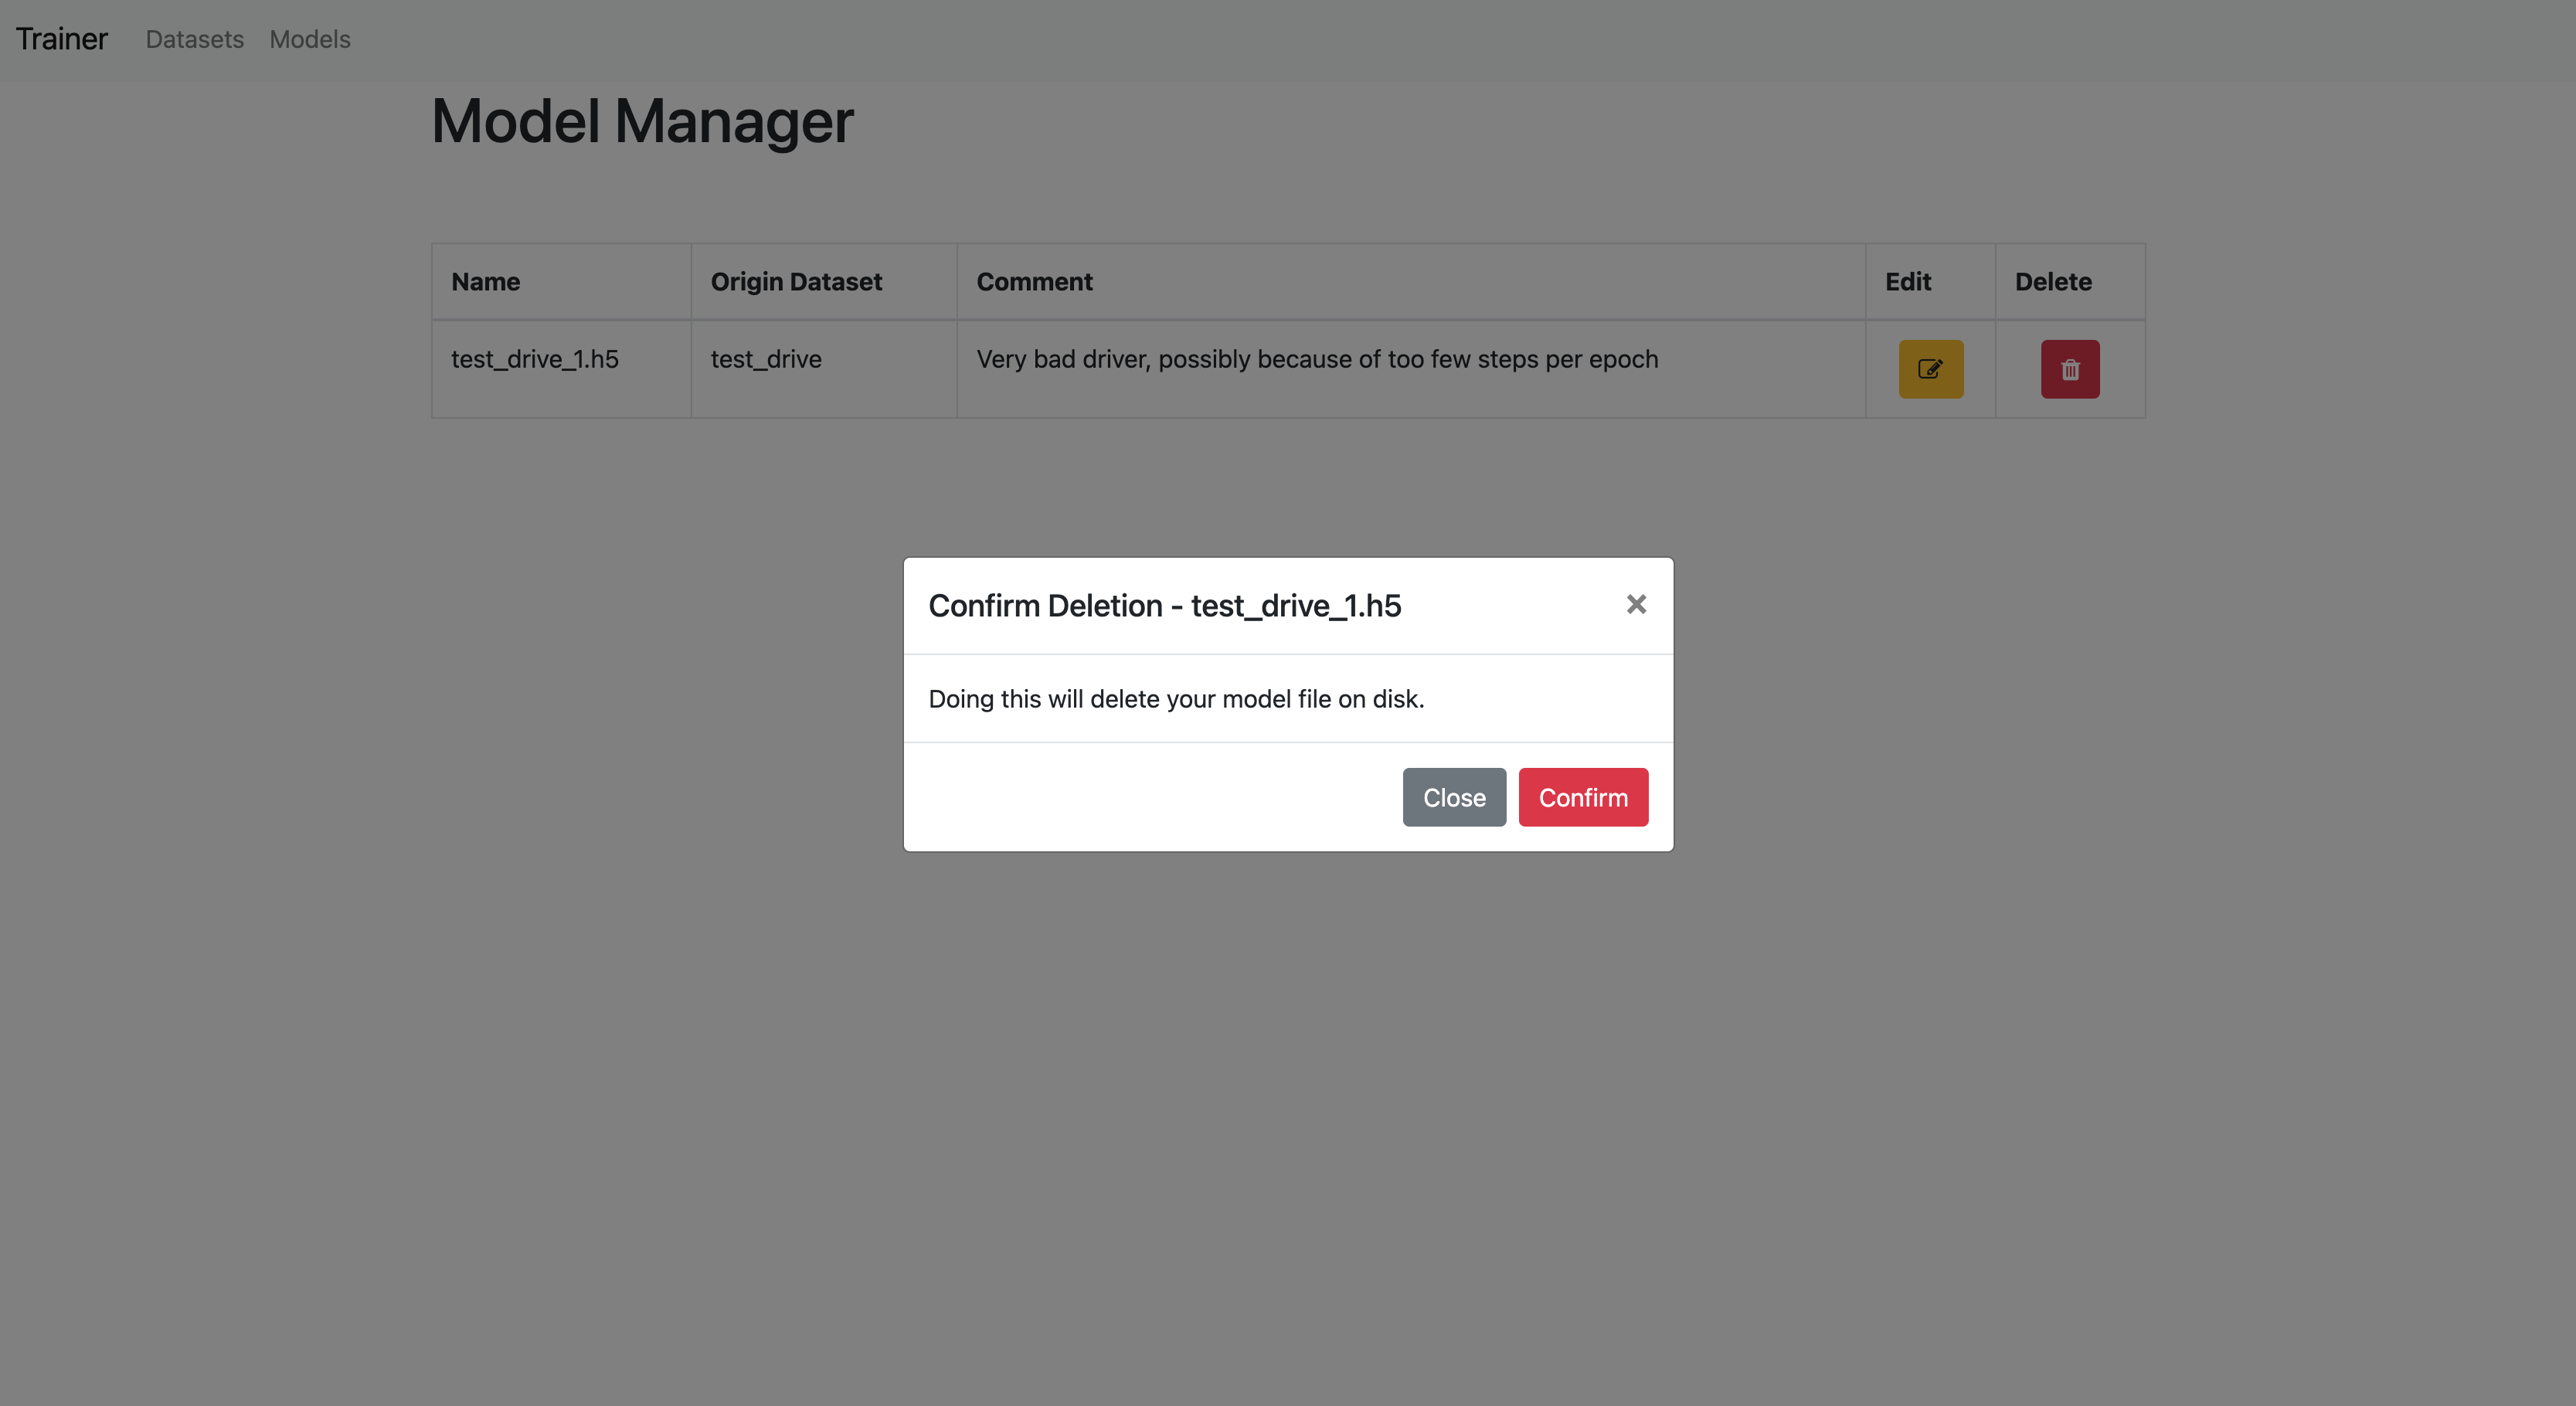 Trainer Datasets Models
Model Manager
Name Origin Dataset Comment Edit Delete
test_drive_1.h5 test_drive Very bad driver, possibly because of too few steps per epoch
Confirm Deletion - test_drive_1.h5 ×
Doing this will delete your model file on disk.
Close Confirm